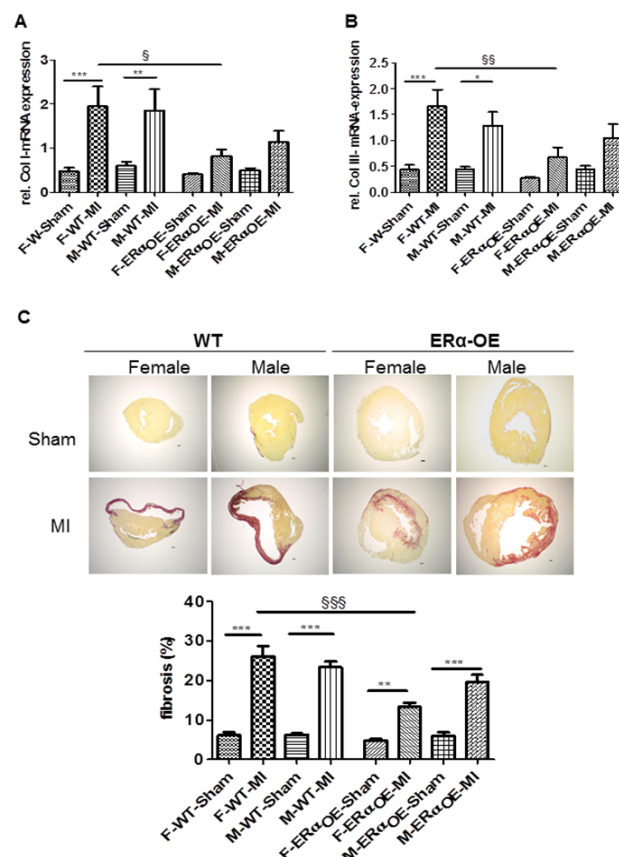 A
rel. Col I-mRNA expression
3
2
1
0
***
**
§
F-W-Sham
F-WT-MI
M-WT-Sham
M-WT-MI
F-ERαOE-Sham
F-ERαOE-MI
M-ERαOE-Sham
M-ERαOE-MI
B
rel. Col III- mRNA-expression
2.5
2.0
1.5
1.0
0.5
0.0
***
*
§§
F-WT-Sham
F-WT-MI
M-WT-Sham
M-WT-MI
F-ERαOE-Sham
F-ERαOE-MI
M-ERαOE-Sham
M-ERαOE-MI
C
WT
ERα-OE
Female
Male
Female
Male
Sham
MI
fibrosis (%)
40
30
20
10
0
***
***
§§§
**
***
F-WT-Sham
F-WT-MI
M-WT-Sham
M-WT-MI
F-ERαOE-Sham
F-ERαOE-MI
M-ERαOE-Sham
M-ERαOE-MI